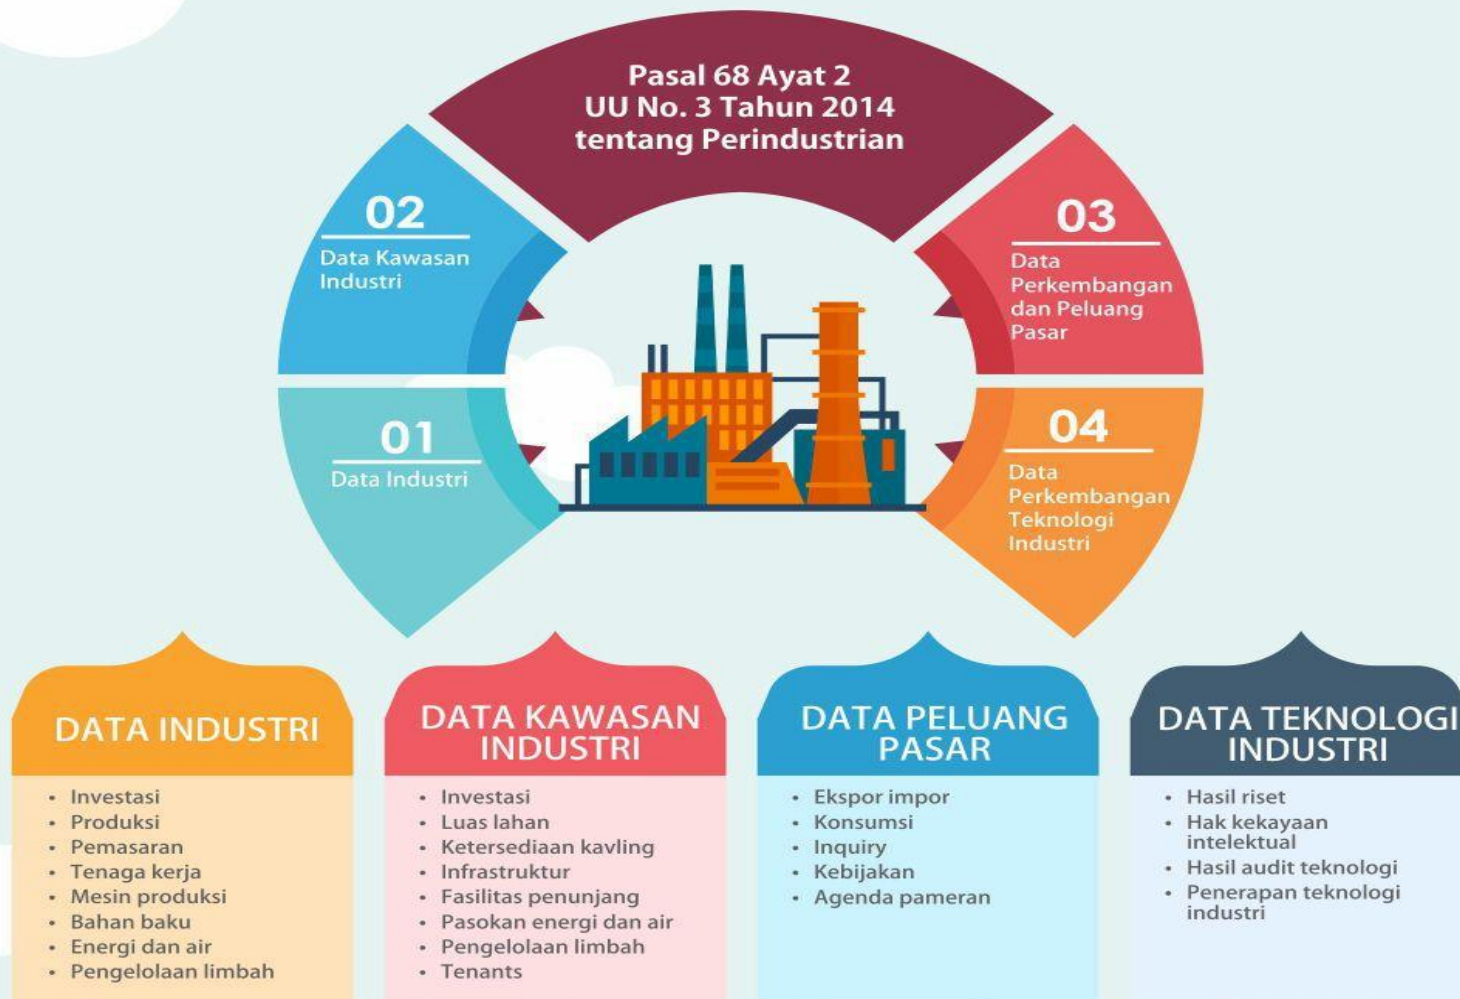 Pasal 68 Ayat 2
UU No. 3 Tahun 2014
tentang Perindustrian
02
Data Kawasan
Industri
03
Data
Perkembangan
dan Peluang
Pasar
01
Data Industri
04
Data
Perkembangan
Teknologi
Industri
DATA INDUSTRI
• Investasi
• Produksi
• Pemasaran
• Tenaga kerja
• Mesin produksi
• Bahan baku
• Energi dan air
• Pengelolaan limbah
DATA KAWASAN
INDUSTRI
• Investasi
• Luas lahan
• Ketersediaan kavling
• Infrastruktur
• Fasilitas penunjang
• Pasokan energi dan air
• Pengelolaan limbah
• Tenants
DATA PELUANG
PASAR
• Ekspor impor
• Konsumsi
• Inquiry
• Kebijakan
• Agenda pameran
DATA TEKNOLOGI
INDUSTRI
• Hasil riset
• Hak kekayaan
intelektual
• Hasil audit teknologi
• Penerapan teknologi
industri